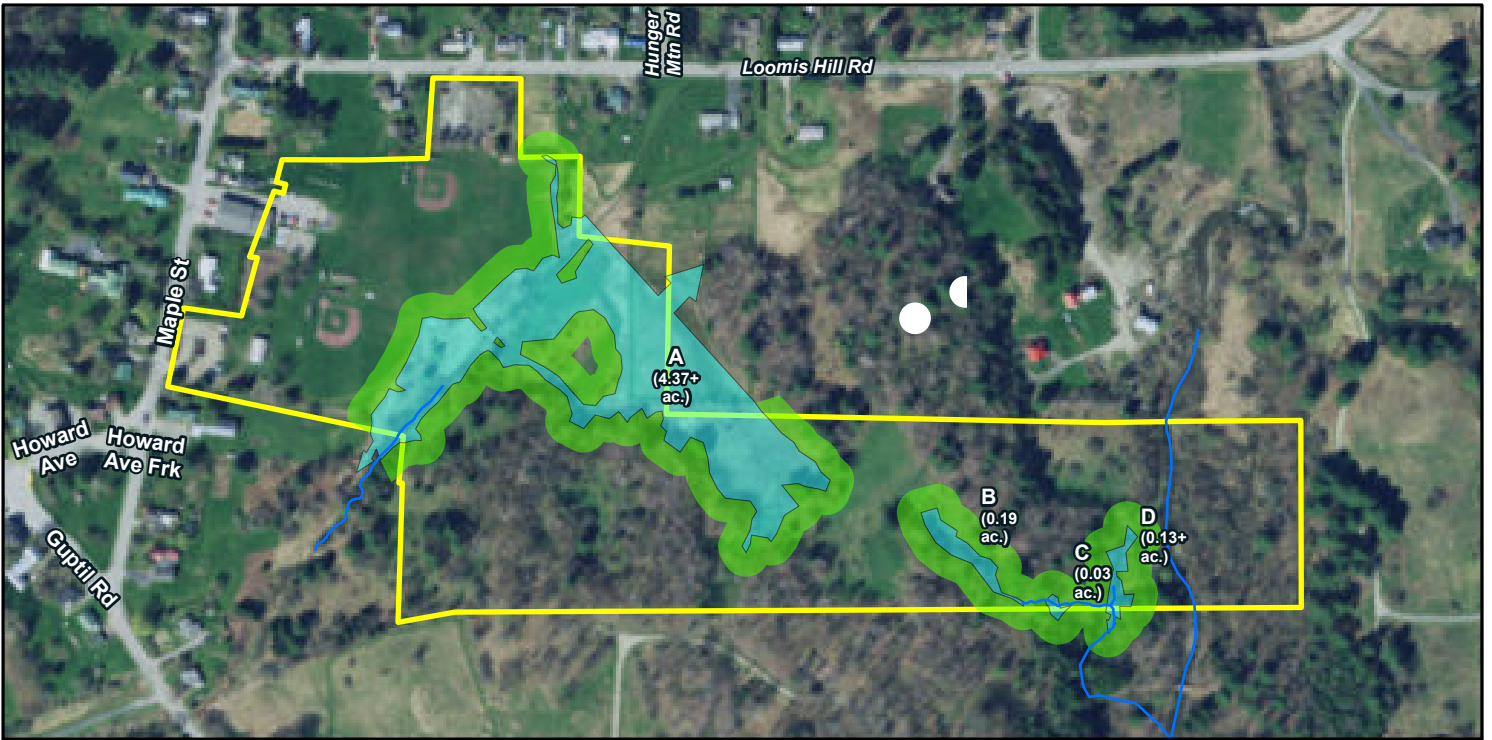 Hunger
Mtn Rd
Loomis Hill Rd
Maple St
A
(4.37+
ac.)
Howard
Ave
Howard
Ave Frk
B
(0.19
ac.)
D
(0.13+
ac.)
C
(0.03
ac.)
Guptil Rd